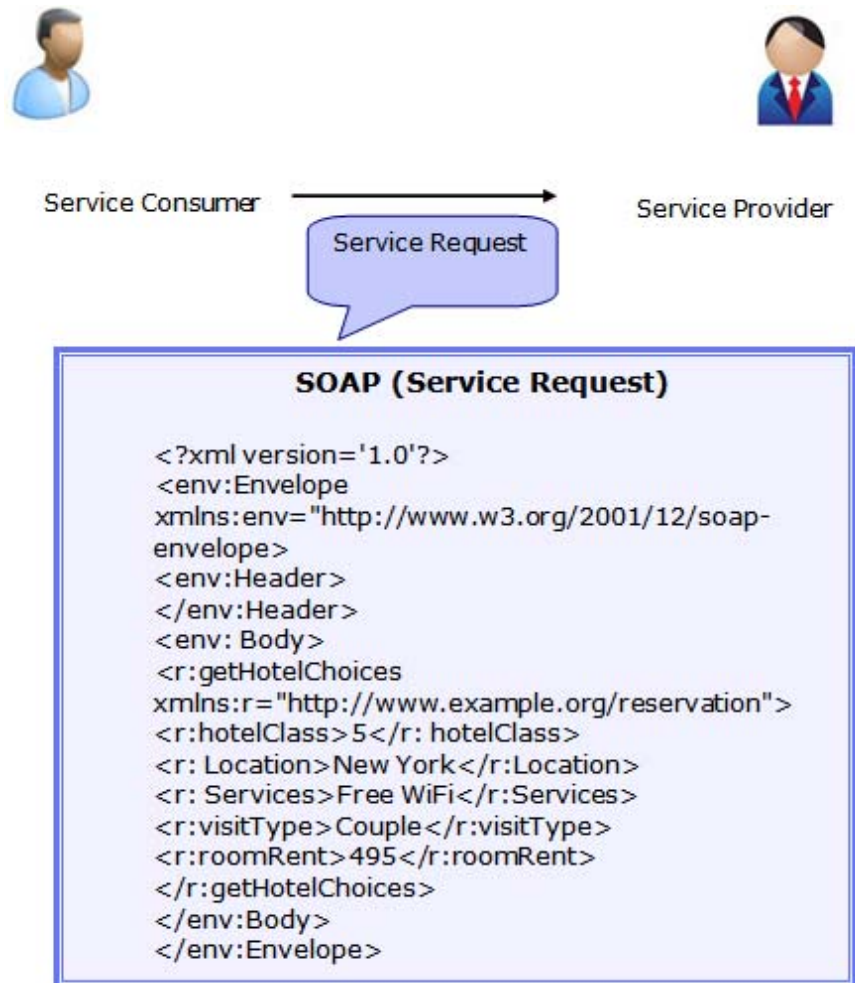 Service Consumer
Service Provider
Service Request
SOAP (Service Request)
<?xml version='1.0'?>
<env:Envelope
xmlns:env="http://www.w3.org/2001/12/soap-
envelope>
<env:Header>
</env:Header>
<env: Body>
<r:getHotelChoices
xmlns:r="http://www.example.org/reservation">
<r:hotelClass>5</r: hotelClass>
<r: Location>New York</r:Location>
<r: Services>Free WiFi</r:Services>
<r:visitType>Couple</r:visitType>
<r:roomRent>495</r:roomRent>
</r:getHotelChoices>
</env:Body>
</env:Envelope>